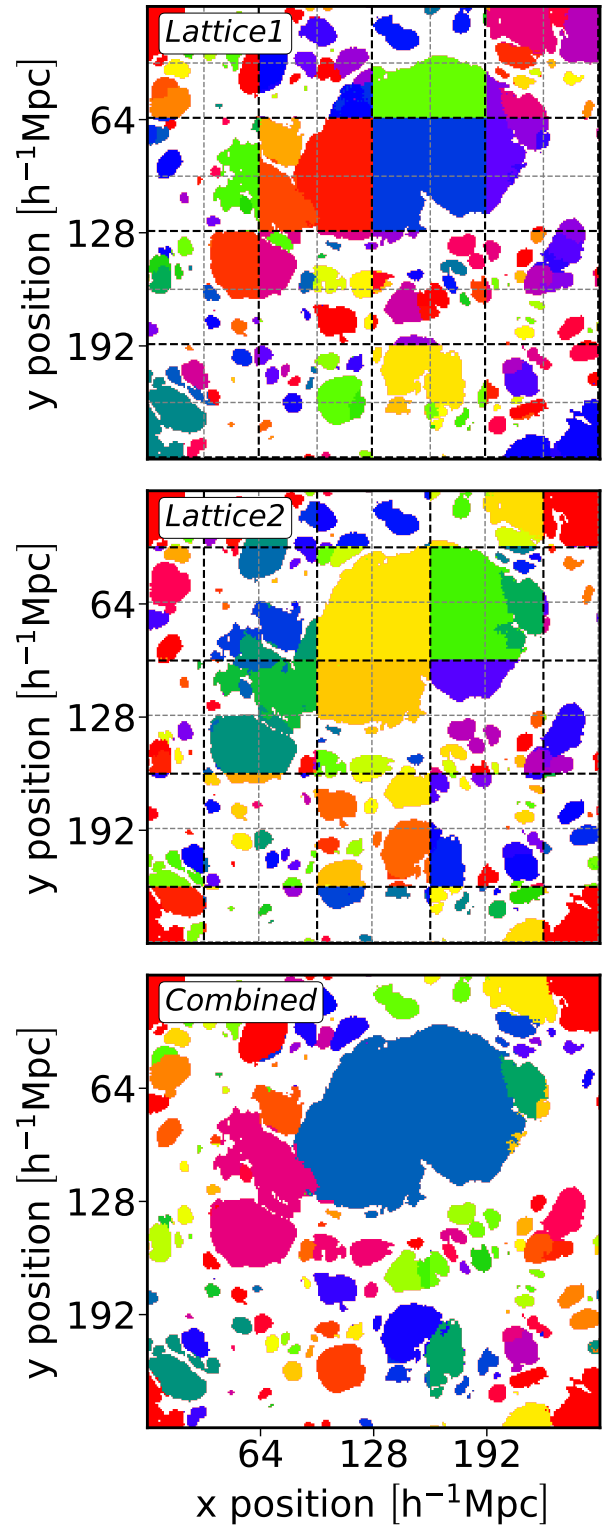 Lattice1
64
128
192
y position [h⁻¹Mpc]
Lattice2
64
128
192
y position [h⁻¹Mpc]
Combined
64
128
192
y position [h⁻¹Mpc]
64 128 192
x position [h⁻¹Mpc]